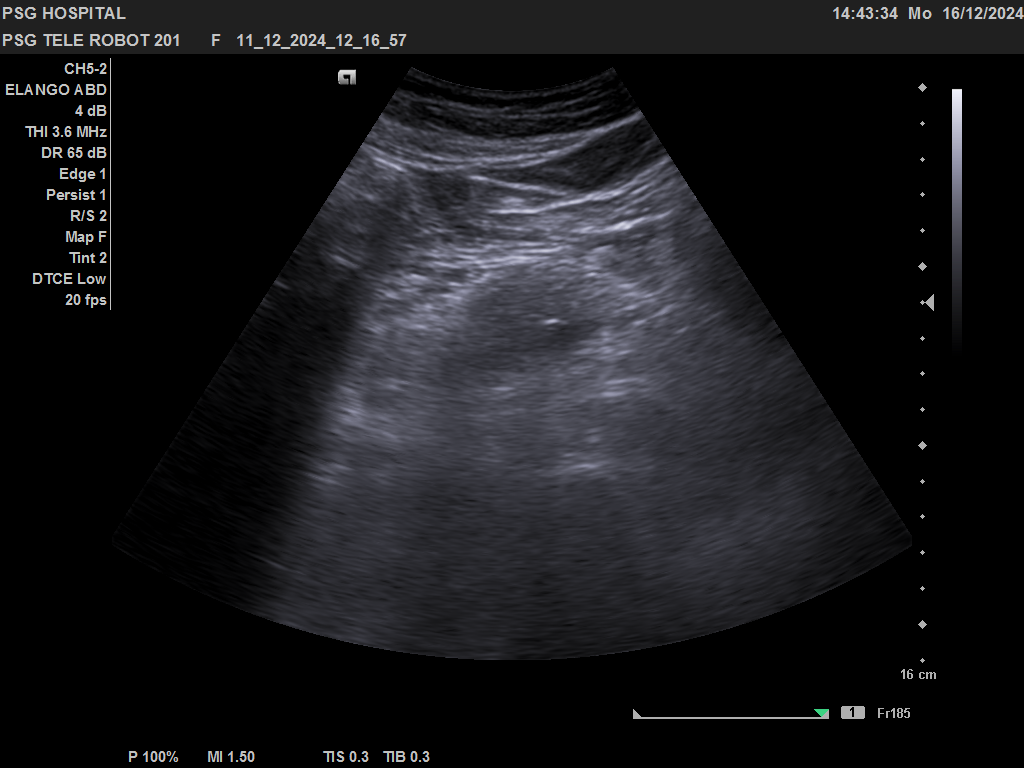 PSG HOSPITAL 14:43:34 Mo 16/12/2024
PSG TELE ROBOT 201 F 11_12_2024_12_16_57
CH5-2
ELANGO ABD
4 dB
THI 3.6 MHz
DR 65 dB
Edge 1
Persist 1
R/S 2
Map F
Tint 2
DTCE Low
20 fps
16 cm
1 Fr185
P 100% MI 1.50 TIS 0.3 TIB 0.3